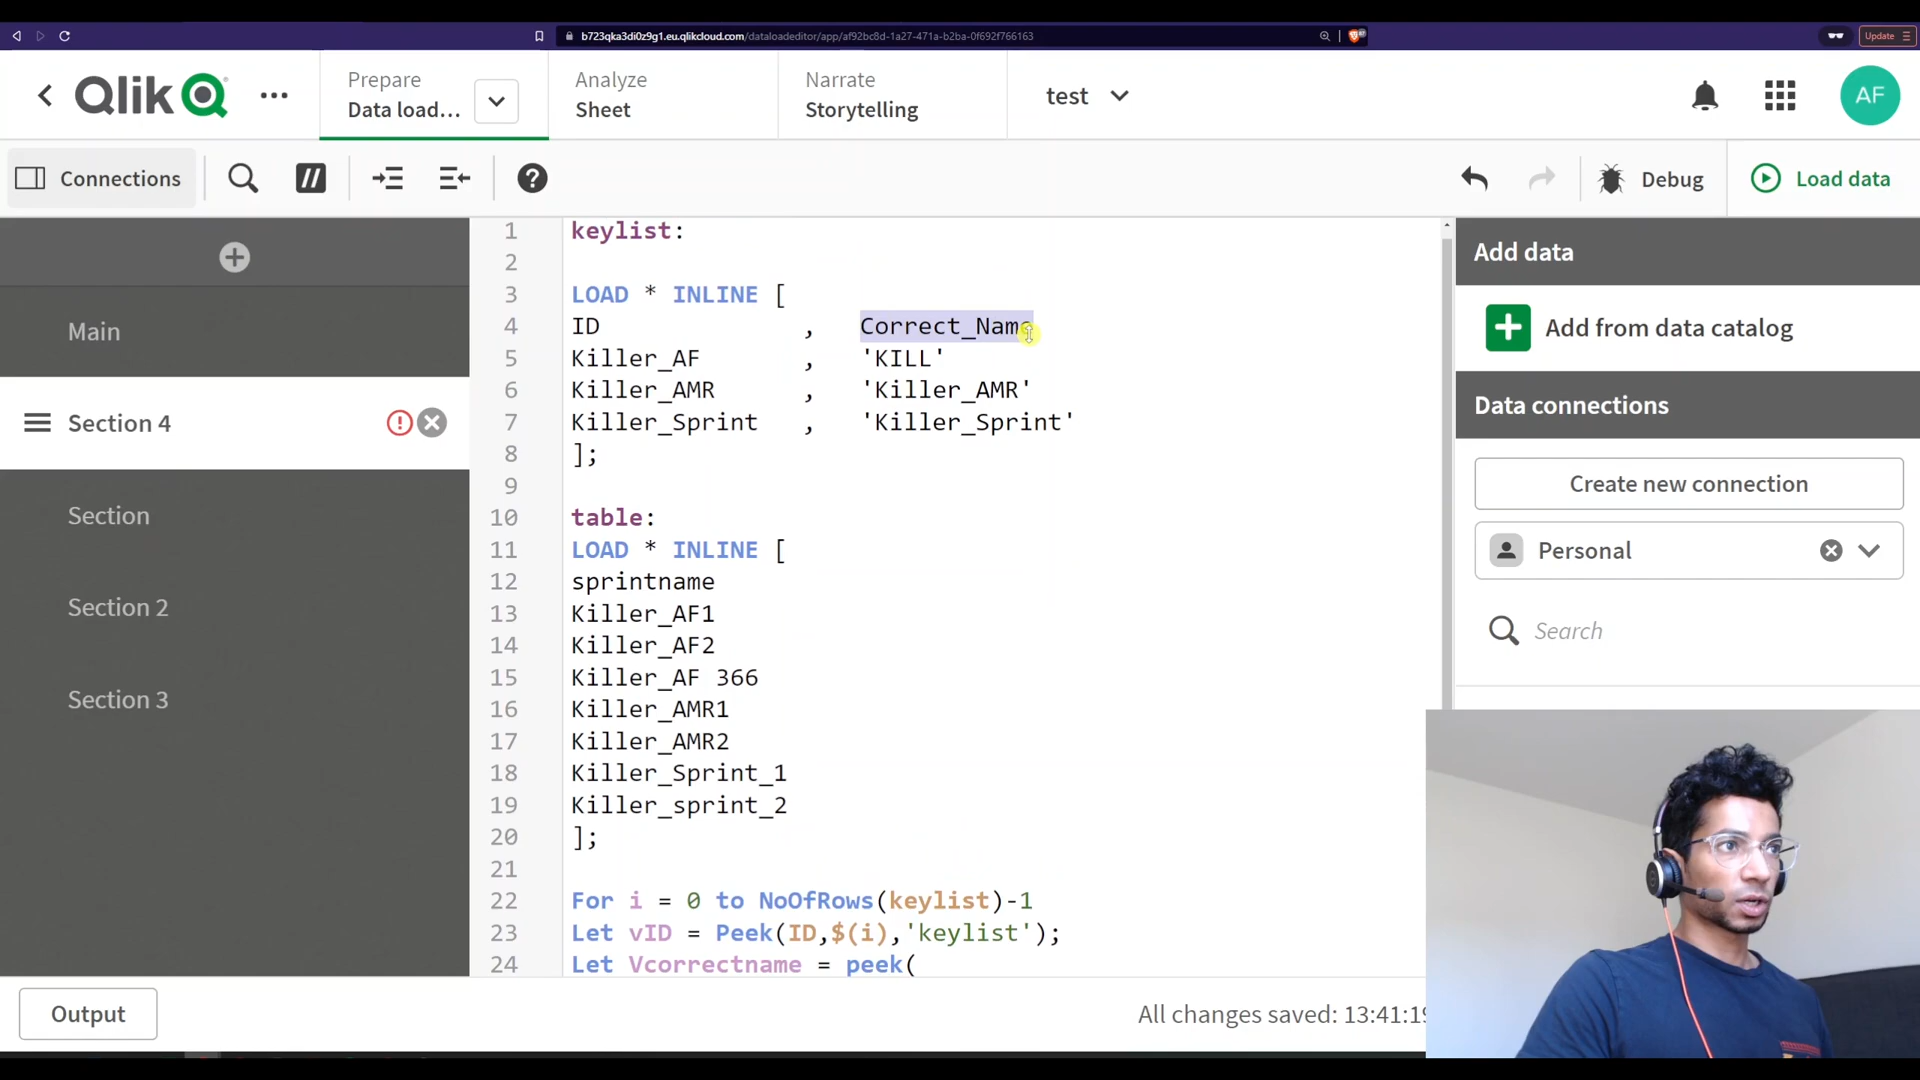 b723qka3di0z9g1.eu.qlikcloud.com/dataloadeditor/app/af92bc8d-1a27-471a-b2ba-0f692f766163
Update
Qlik
Prepare
Data load...
Analyze
Sheet
Narrate
Storytelling
test
AF
Connections
//
?
Debug
Load data
Main
Section 4
Section
Section 2
Section 3
1 keylist:
2
3 LOAD * INLINE [
4 ID , Correct_Name
5 Killer_AF , 'KILL'
6 Killer_AMR , 'Killer_AMR'
7 Killer_Sprint , 'Killer_Sprint'
8 ];
9
10 table:
11 LOAD * INLINE [
12 sprintname
13 Killer_AF1
14 Killer_AF2
15 Killer_AF 366
16 Killer_AMR1
17 Killer_AMR2
18 Killer_Sprint_1
19 Killer_sprint_2
20 ];
21
22 For i = 0 to NoOfRows(keylist)-1
23 Let vID = Peek(ID,$(i),'keylist');
24 Let Vcorrectname = peek(
Add data
Add from data catalog
Data connections
Create new connection
Personal
Search
Output
All changes saved: 13:41:19